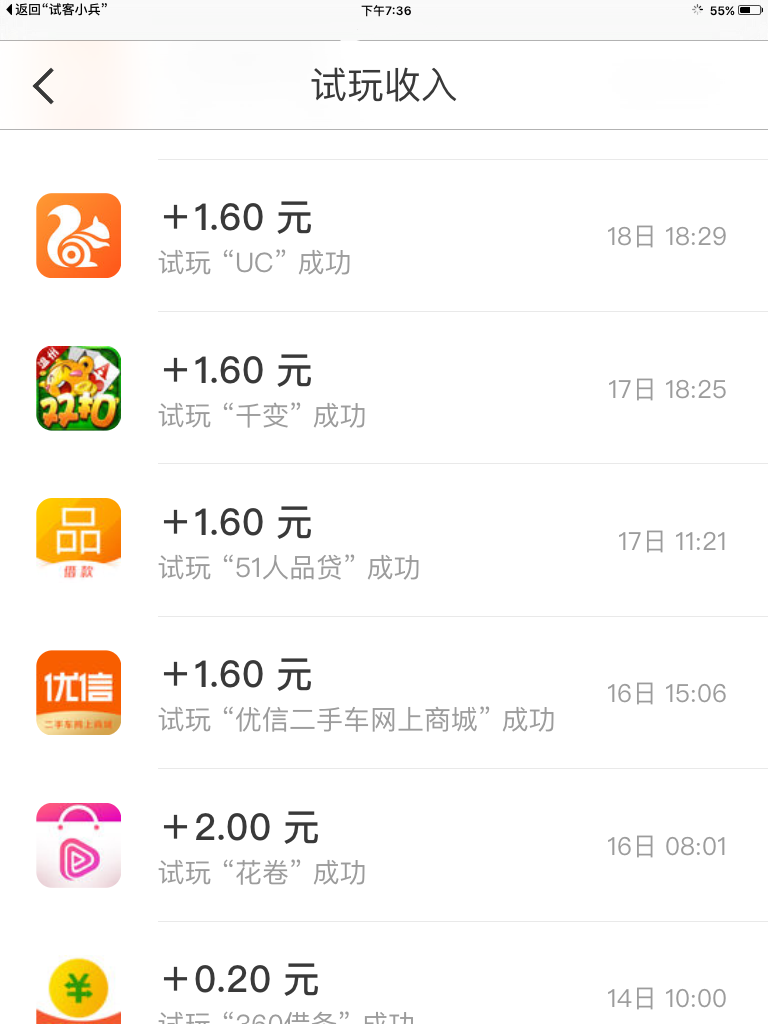 返回“试客小兵”
下午7:36
55%
试玩收入
+1.60 元
18日 18:29
试玩 “UC” 成功
温州
双扣
+1.60 元
17日 18:25
试玩 “千变” 成功
品
借款
+1.60 元
17日 11:21
试玩 “51人品贷” 成功
优信
二手车网上商城
+1.60 元
16日 15:06
试玩 “优信二手车网上商城” 成功
+2.00 元
16日 08:01
试玩 “花卷” 成功
¥
+0.20 元
14日 10:00
试玩 “360借条” 成功